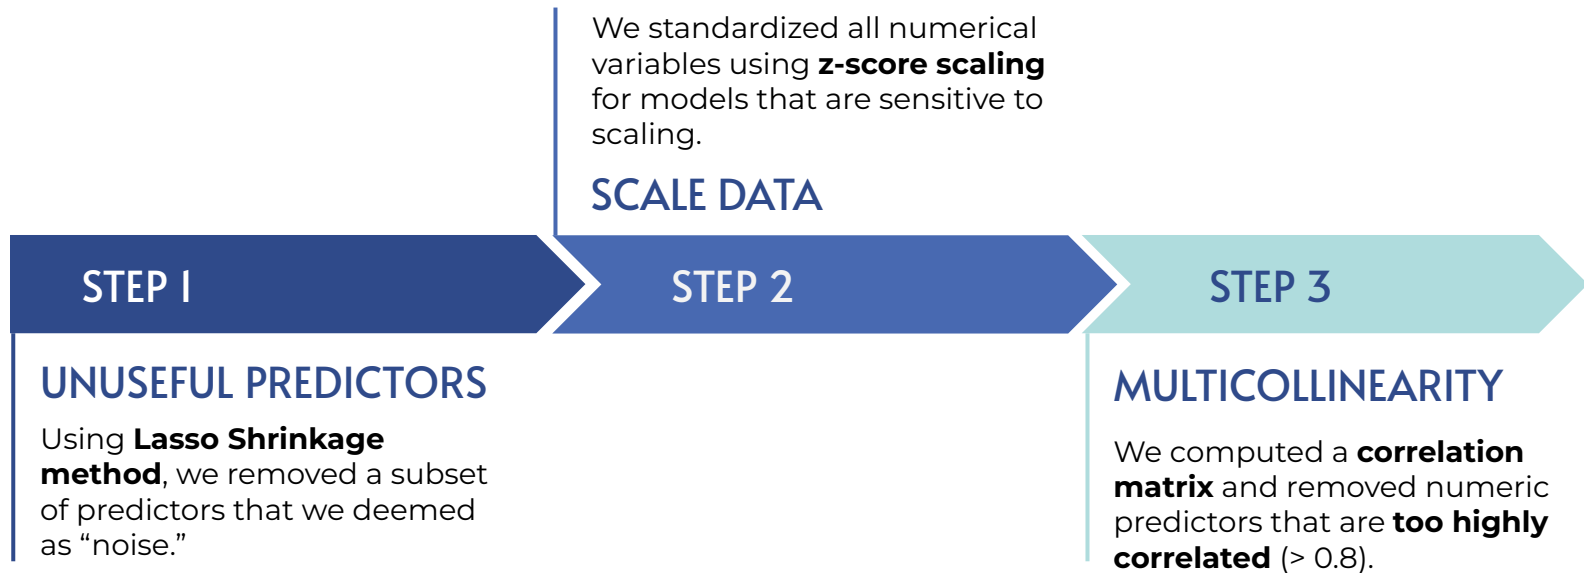 We standardized all numerical
variables using z-score scaling
for models that are sensitive to
scaling.
SCALE DATA
STEP 1
STEP 2
STEP 3
UNUSEFUL PREDICTORS
Using Lasso Shrinkage
method, we removed a subset
of predictors that we deemed
as “noise.”
MULTICOLLINEARITY
We computed a correlation
matrix and removed numeric
predictors that are too highly
correlated (> 0.8).